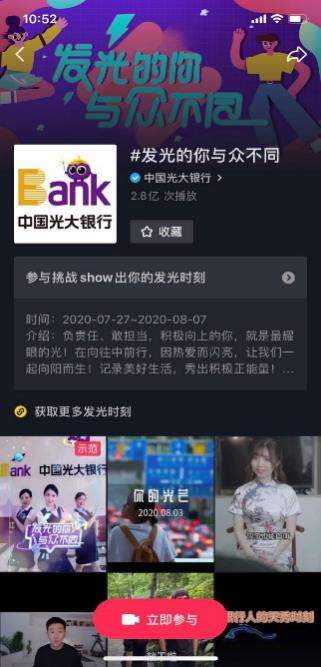 10:52
发光的你
与众不同
Bank
中国光大银行
#发光的你与众不同
中国光大银行
2.8亿 次播放
收藏
参与挑战show出你的发光时刻
时间：2020-07-27~2020-08-07
介绍：负责任、敢担当，积极向上的你，就是最耀
眼的光！在向往中前行，因热爱而闪亮，让我们一
起向阳而生！记录美好生活，秀出积极正能量！...
获取更多发光时刻
示范
Bank 中国光大银行
发光的你
与众不同
你的光芒
2020.08.03
银行人的天秀时刻
立即参与